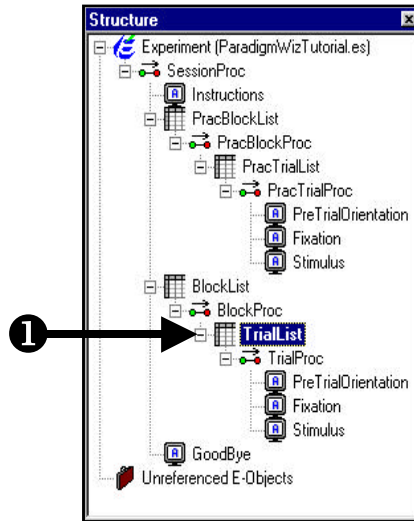 Structure
Experiment (ParadigmWizTutorial.es)
SessionProc
Instructions
PracBlockList
PracBlockProc
PracTrialList
PracTrialProc
PreTrialOrientation
Fixation
Stimulus
BlockList
BlockProc
1
TrialList
TrialProc
PreTrialOrientation
Fixation
Stimulus
GoodBye
Unreferenced E-Objects